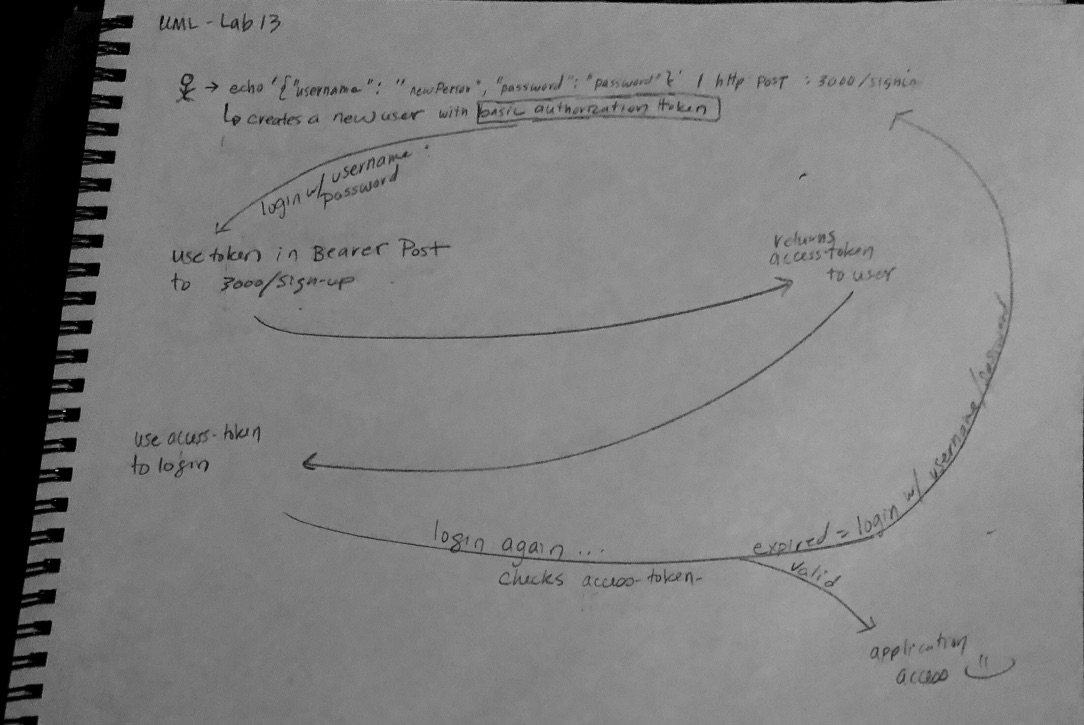 UML - Lab 13
→ echo '{"username": "newPerson", "password": "password"}' | http post :3000/signin
↳ creates a new user with basic authorization token
login w/ username
password
use token in Bearer Post
to 3000/sign-up
returns
access-token
to user
use access-token
to login
login again ...
checks access-token-
expired = login w/ username/password
valid
application
access